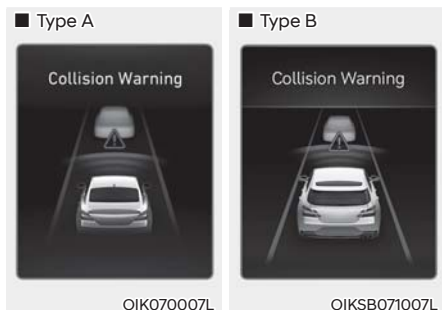 ■ Type A
Collision Warning
OIK070007L
■ Type B
Collision Warning
OIKSB071007L